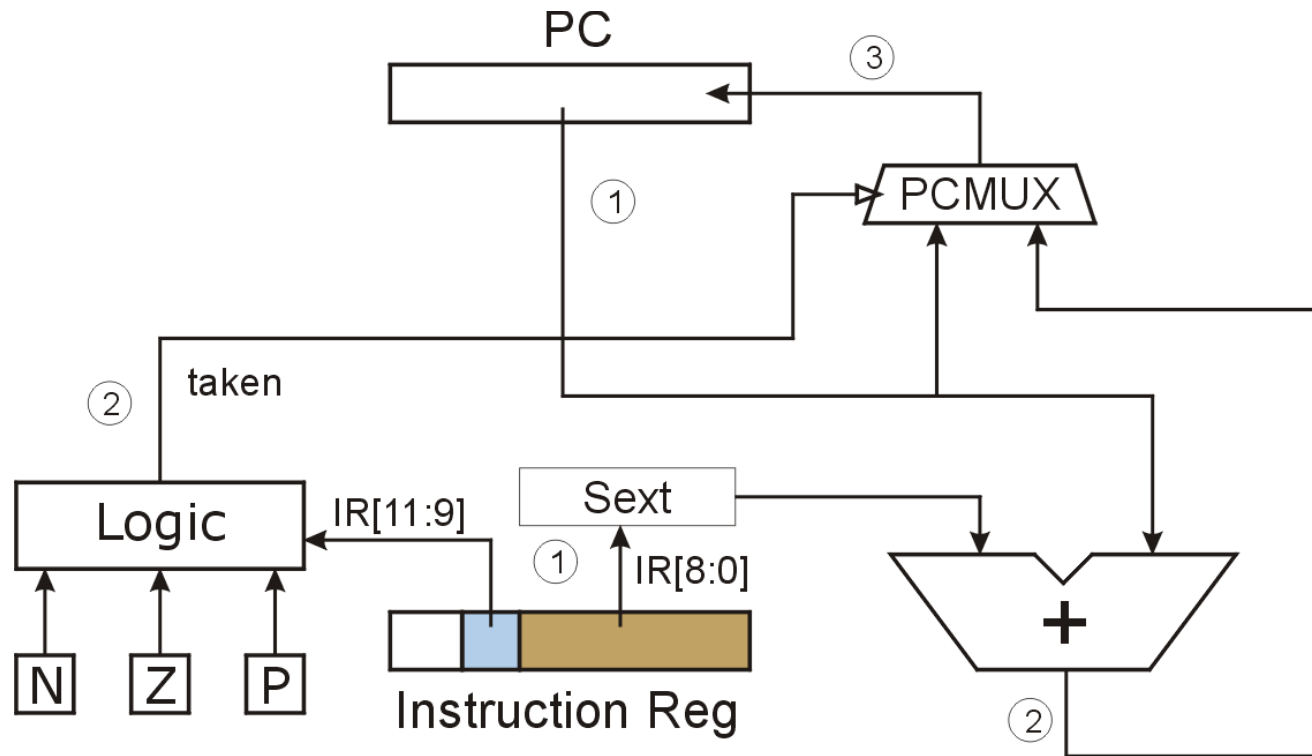 PC
③
①
PCMUX
②
taken
Logic
IR[11:9]
Sext
①
IR[8:0]
+
N
Z
P
Instruction Reg
②